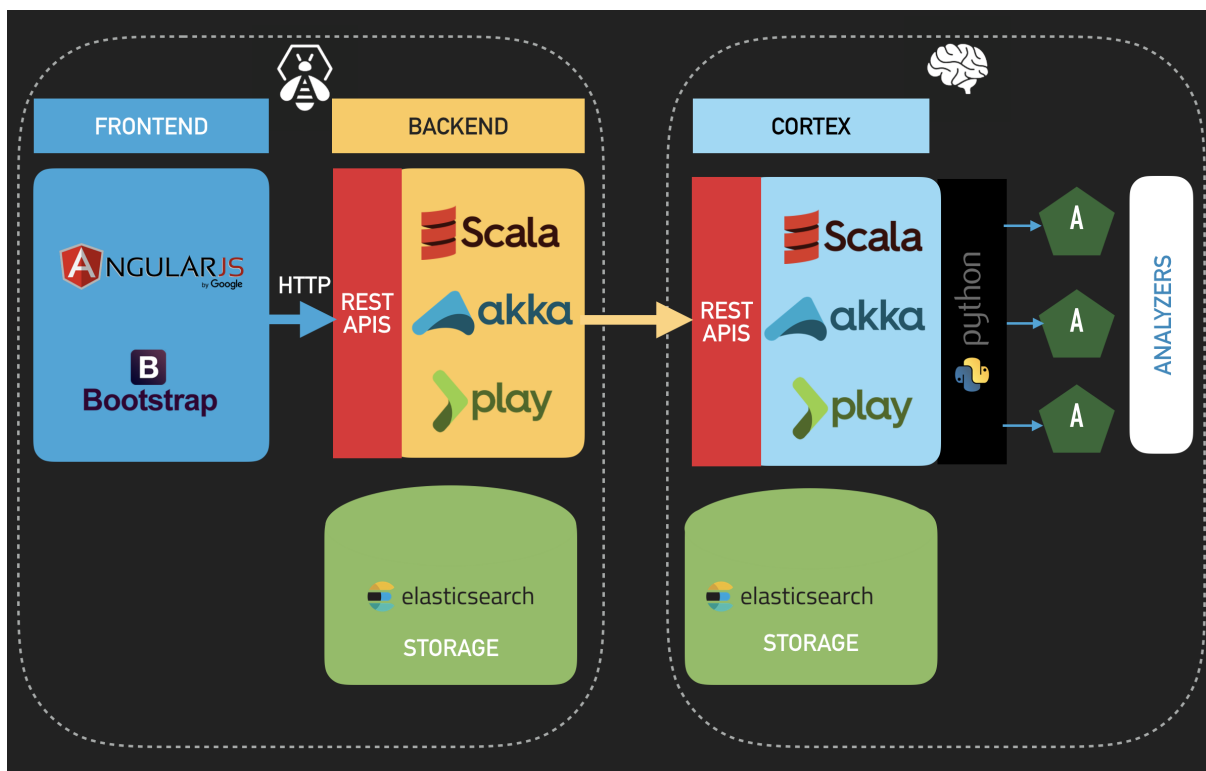 FRONTEND
BACKEND
CORTEX
ANGULARJS
by Google
B
Bootstrap
HTTP
REST
APIS
Scala
akka
play
REST
APIS
Scala
akka
play
python
A
A
A
ANALYZERS
elasticsearch
STORAGE
elasticsearch
STORAGE